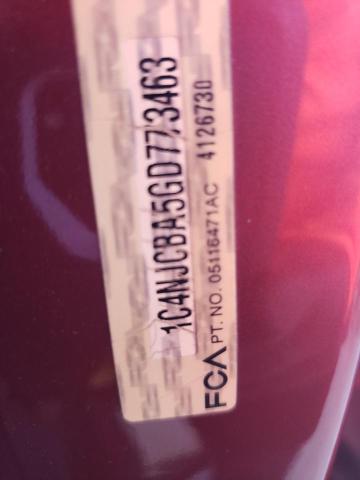 1C4NJCBA5GD773463
4126730
FCA PT. NO. 05116471AC